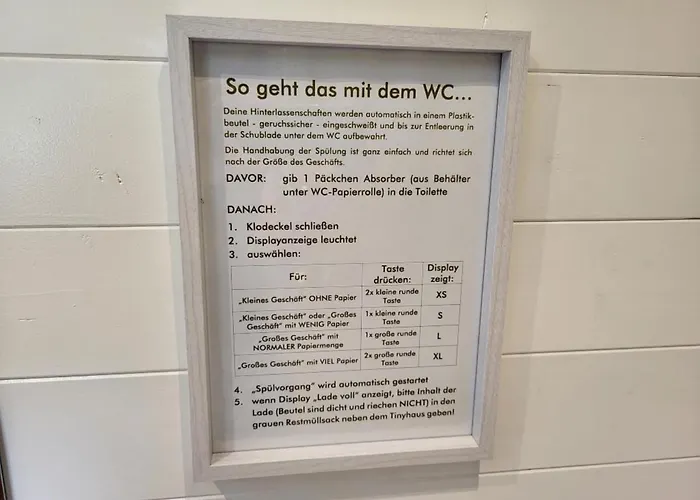 So geht das mit dem WC...
Deine Hinterlassenschaften werden automatisch in einem Plastik-
beutel - geruchssicher - eingeschweißt und bis zur Entleerung in
der Schublade unter dem WC aufbewahrt.
Die Handhabung der Spülung ist ganz einfach und richtet sich
nach der Größe des Geschäfts.
DAVOR: gib 1 Päckchen Absorber (aus Behälter
unter WC-Papierrolle) in die Toilette
DANACH:
1. Klodeckel schließen
2. Displayanzeige leuchtet
3. auswählen:
Für: Taste drücken: Display zeigt:
„Kleines Geschäft" OHNE Papier 2x kleine runde Taste XS
„Kleines Geschäft" oder „Großes Geschäft" mit WENIG Papier 1x kleine runde Taste S
„Großes Geschäft" mit NORMALER Papiermenge 1x große runde Taste L
„Großes Geschäft" mit VIEL Papier 2x große runde Taste XL
4. „Spülvorgang" wird automatisch gestartet
5. wenn Display „Lade voll" anzeigt, bitte Inhalt der
Lade (Beutel sind dicht und riechen NICHT) in den
grauen Restmüllsack neben dem Tinyhaus geben!